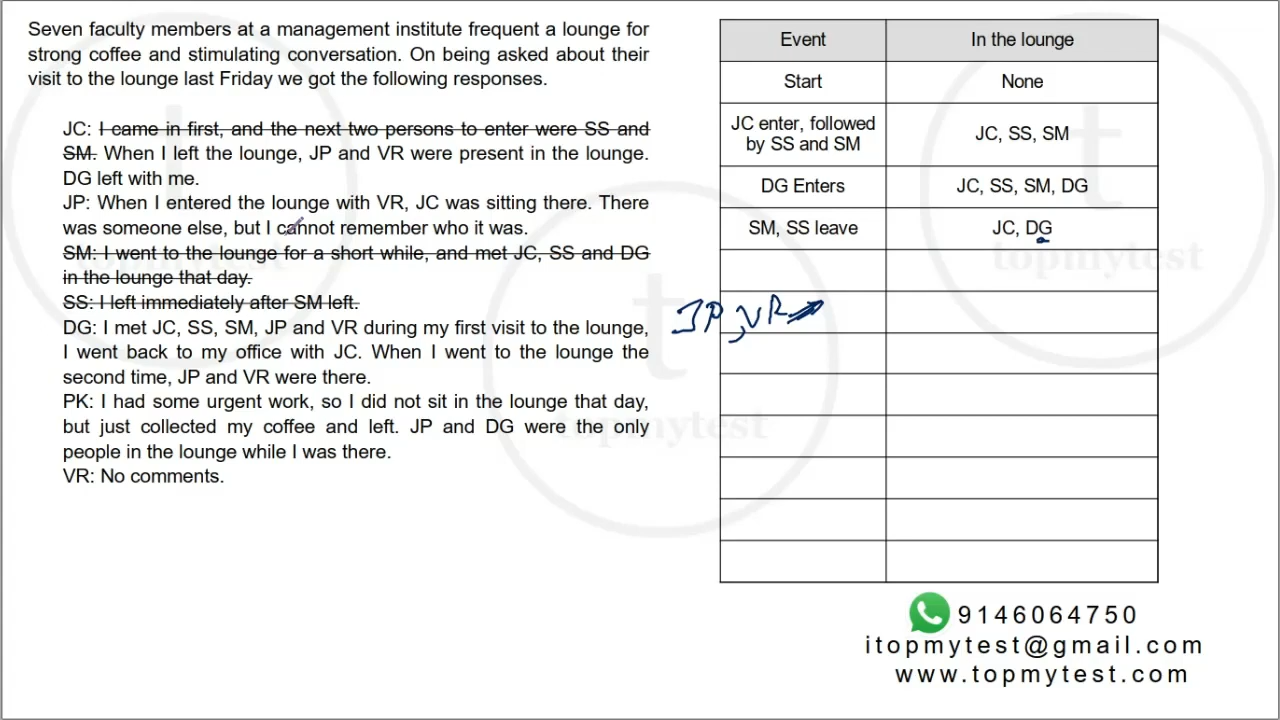 Seven faculty members at a management institute frequent a lounge for
strong coffee and stimulating conversation. On being asked about their
visit to the lounge last Friday we got the following responses.
JC: I came in first, and the next two persons to enter were SS and
SM. When I left the lounge, JP and VR were present in the lounge.
DG left with me.
JP: When I entered the lounge with VR, JC was sitting there. There
was someone else, but I cannot remember who it was.
SM: I went to the lounge for a short while, and met JC, SS and DG
in the lounge that day.
SS: I left immediately after SM left.
DG: I met JC, SS, SM, JP and VR during my first visit to the lounge,
I went back to my office with JC. When I went to the lounge the
second time, JP and VR were there.
PK: I had some urgent work, so I did not sit in the lounge that day,
but just collected my coffee and left. JP and DG were the only
people in the lounge while I was there.
VR: No comments.
Event In the lounge
Start None
JC enter, followed
by SS and SM JC, SS, SM
DG Enters JC, SS, SM, DG
SM, SS leave JC, DG
JP, VR
topmytest
topmytest
topmytest
9146064750
itopmytest@gmail.com
www.topmytest.com